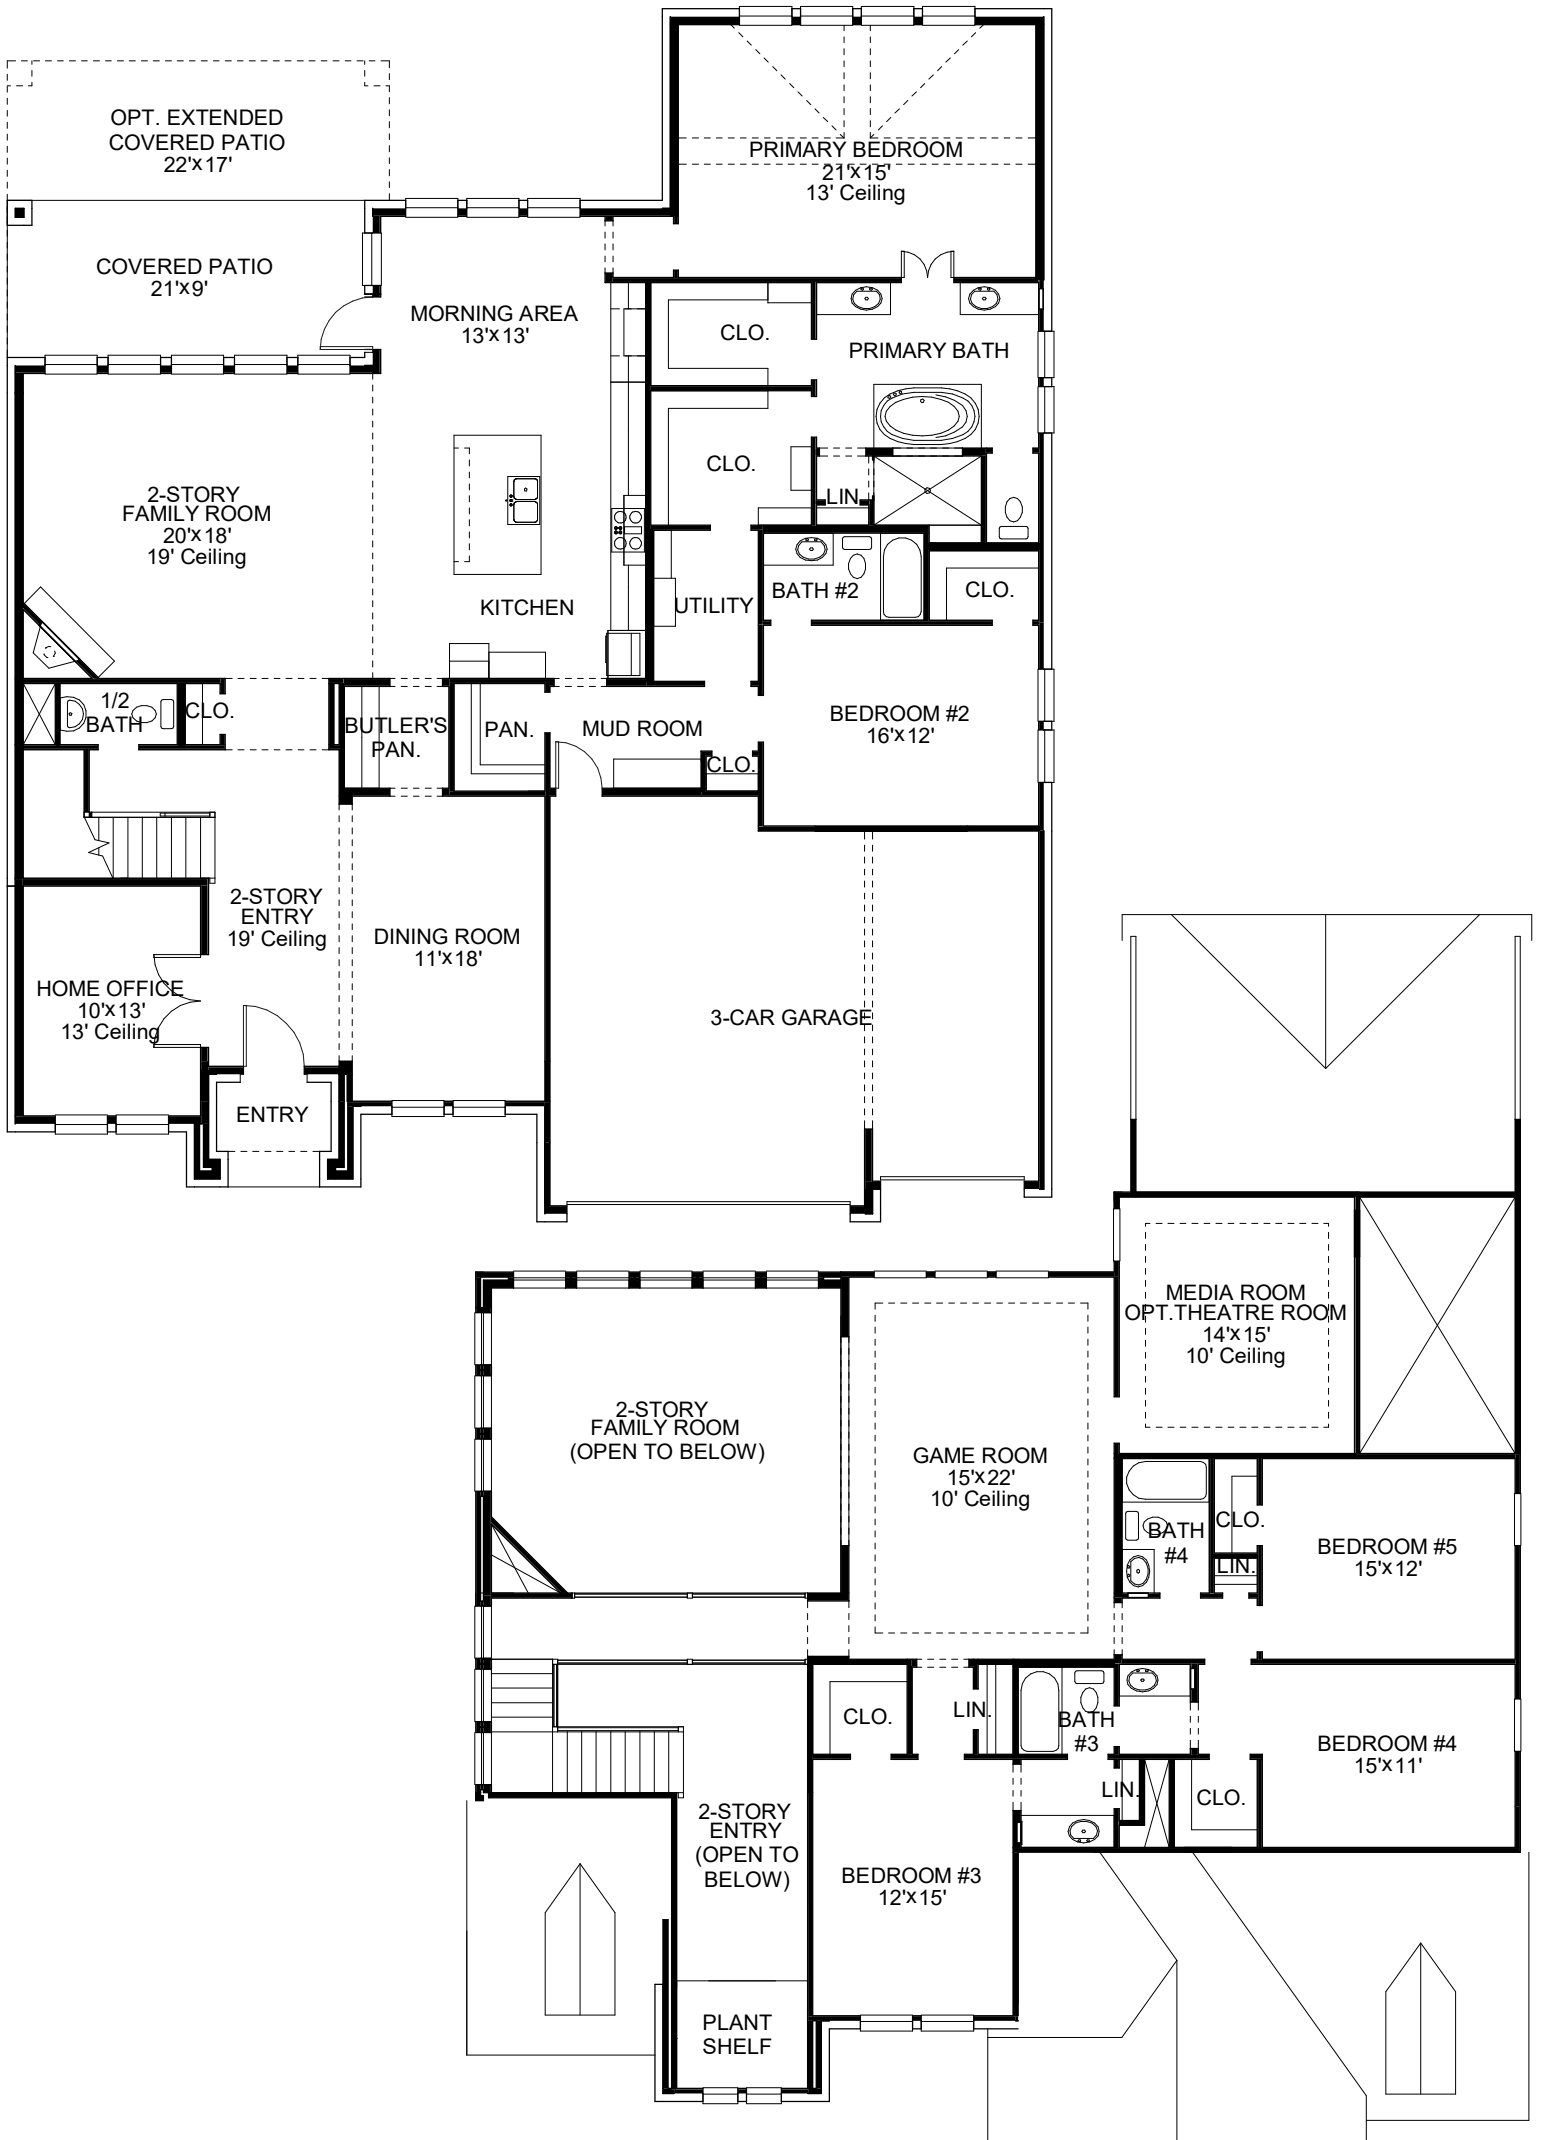 OPT. EXTENDED
COVERED PATIO
22'x17'
PRIMARY BEDROOM
21'x15'
13' Ceiling
COVERED PATIO
21'x9'
MORNING AREA
13'x13'
CLO.
PRIMARY BATH
CLO.
LIN.
2-STORY
FAMILY ROOM
20'x18'
19' Ceiling
KITCHEN
UTILITY
BATH #2
CLO.
1/2
BATH
CLO.
BUTLER'S
PAN.
PAN.
MUD ROOM
CLO.
BEDROOM #2
16'x12'
2-STORY
ENTRY
19' Ceiling
DINING ROOM
11'x18'
HOME OFFICE
10'x13'
13' Ceiling
3-CAR GARAGE
ENTRY
MEDIA ROOM
OPT.THEATRE ROOM
14'x15'
10' Ceiling
2-STORY
FAMILY ROOM
(OPEN TO BELOW)
GAME ROOM
15'x22'
10' Ceiling
BATH
#4
CLO.
LIN.
BEDROOM #5
15'x12'
CLO.
LIN.
BATH
#3
LIN.
CLO.
BEDROOM #4
15'x11'
2-STORY
ENTRY
(OPEN TO
BELOW)
BEDROOM #3
12'x15'
PLANT
SHELF